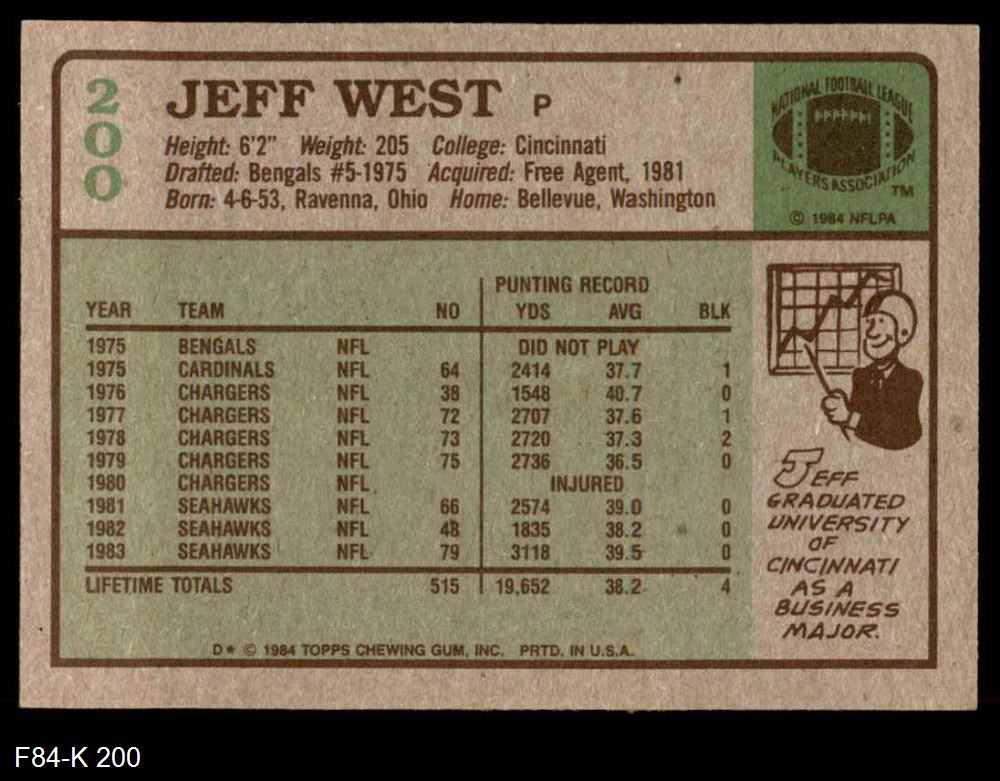 200
JEFF WEST P
Height: 6'2" Weight: 205 College: Cincinnati
Drafted: Bengals #5-1975 Acquired: Free Agent, 1981
Born: 4-6-53, Ravenna, Ohio Home: Bellevue, Washington
NATIONAL FOOTBALL LEAGUE
PLAYERS ASSOCIATION
TM
© 1984 NFLPA
PUNTING RECORD
YEAR TEAM NO YDS AVG BLK
1975 BENGALS NFL DID NOT PLAY
1975 CARDINALS NFL 64 2414 37.7 1
1976 CHARGERS NFL 38 1548 40.7 0
1977 CHARGERS NFL 72 2707 37.6 1
1978 CHARGERS NFL 73 2720 37.3 2
1979 CHARGERS NFL 75 2736 36.5 0
1980 CHARGERS NFL INJURED
1981 SEAHAWKS NFL 66 2574 39.0 0
1982 SEAHAWKS NFL 48 1835 38.2 0
1983 SEAHAWKS NFL 79 3118 39.5 0
LIFETIME TOTALS 515 19,652 38.2 4
JEFF
GRADUATED
UNIVERSITY
OF
CINCINNATI
AS A
BUSINESS
MAJOR.
D* © 1984 TOPPS CHEWING GUM, INC. PRTD. IN U.S.A.
F84-K 200